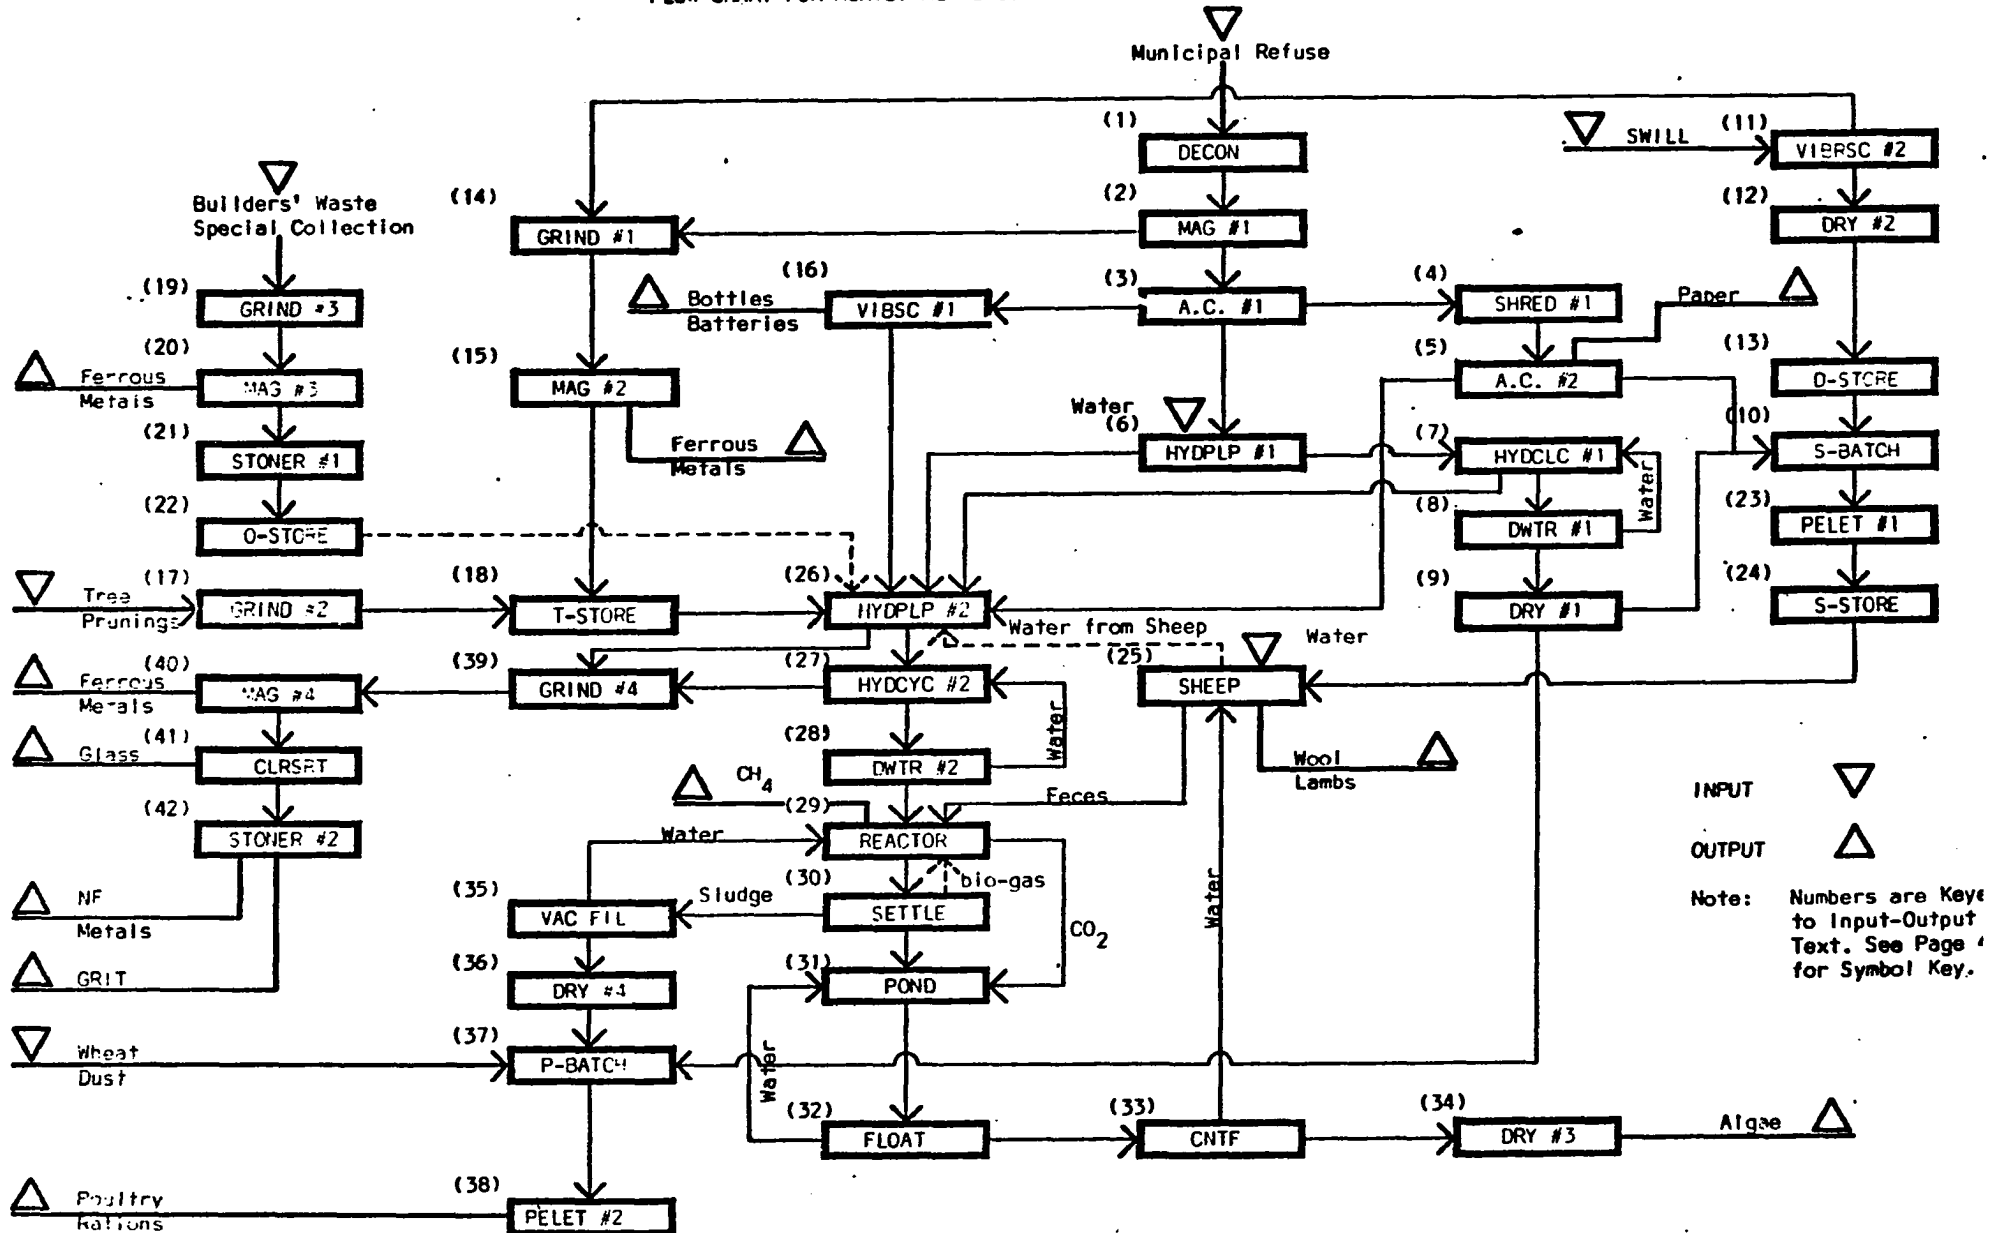 Municipal Refuse
(1)
DECON
SWILL
(11)
VIBRSC #2
(2)
MAG #1
(12)
DRY #2
Builders' Waste
Special Collection
(14)
GRIND #1
(19)
GRIND #3
(16)
Bottles
Batteries
VIBSC #1
(3)
A.C. #1
(4)
SHRED #1
Paper
(20)
Ferrous
Metals
MAG #3
(15)
MAG #2
Ferrous
Metals
(5)
A.C. #2
(13)
O-STORE
(21)
STONER #1
Water
(6)
HYDPLP #1
(7)
HYDCLC #1
Water
(10)
S-BATCH
(22)
O-STORE
(8)
DWTR #1
(23)
PELET #1
(17)
Tree
Prunings
GRIND #2
(18)
T-STORE
(26)
HYDPLP #2
(9)
DRY #1
(24)
S-STORE
Water from Sheep
(25)
SHEEP
Water
(40)
Ferrous
Metals
MAG #4
(39)
GRIND #4
(27)
HYDCYC #2
Water
(41)
Glass
CLRSRT
(28)
DWTR #2
Wool
Lambs
(42)
STONER #2
CH4
(29)
REACTOR
Feces
Water
bio-gas
CO2
INPUT
OUTPUT
Note: Numbers are Keye
to Input-Output
Text. See Page
for Symbol Key.
NF
Metals
(35)
VAC FIL
Sludge
(30)
SETTLE
Water
GRIT
(36)
DRY #4
(31)
POND
Wheat
Dust
(37)
P-BATCH
Water
(32)
FLOAT
(33)
CNTF
(34)
DRY #3
Algae
Poultry
Rations
(38)
PELET #2